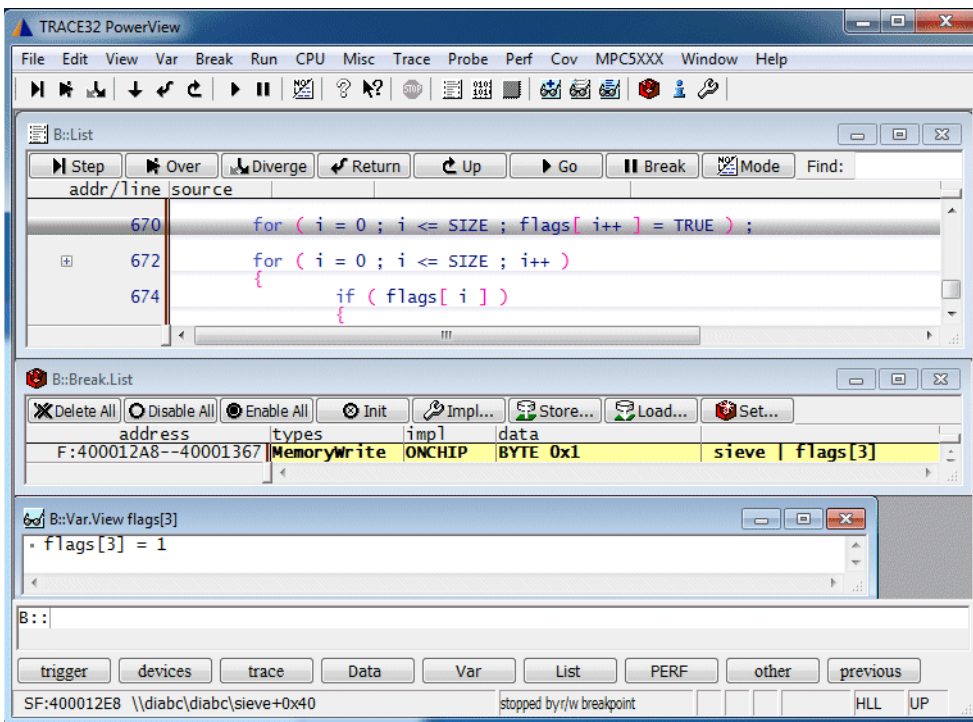 TRACE32 PowerView
File Edit View Var Break Run CPU Misc Trace Probe Perf Cov MPC5XXX Window Help
B::List
Step Over Diverge Return Up Go Break Mode Find:
addr/line source
670 for ( i = 0 ; i <= SIZE ; flags[ i++ ] = TRUE ) ;
672 for ( i = 0 ; i <= SIZE ; i++ )
{
674 if ( flags[ i ] )
{
B::Break.List
Delete All Disable All Enable All Init Impl... Store... Load... Set...
address types impl data
F:400012A8--40001367 MemoryWrite ONCHIP BYTE 0x1 sieve | flags[3]
B::Var.View flags[3]
flags[3] = 1
B::
trigger devices trace Data Var List PERF other previous
SF:400012E8 \\diabc\diabc\sieve+0x40 stopped by r/w breakpoint HLL UP